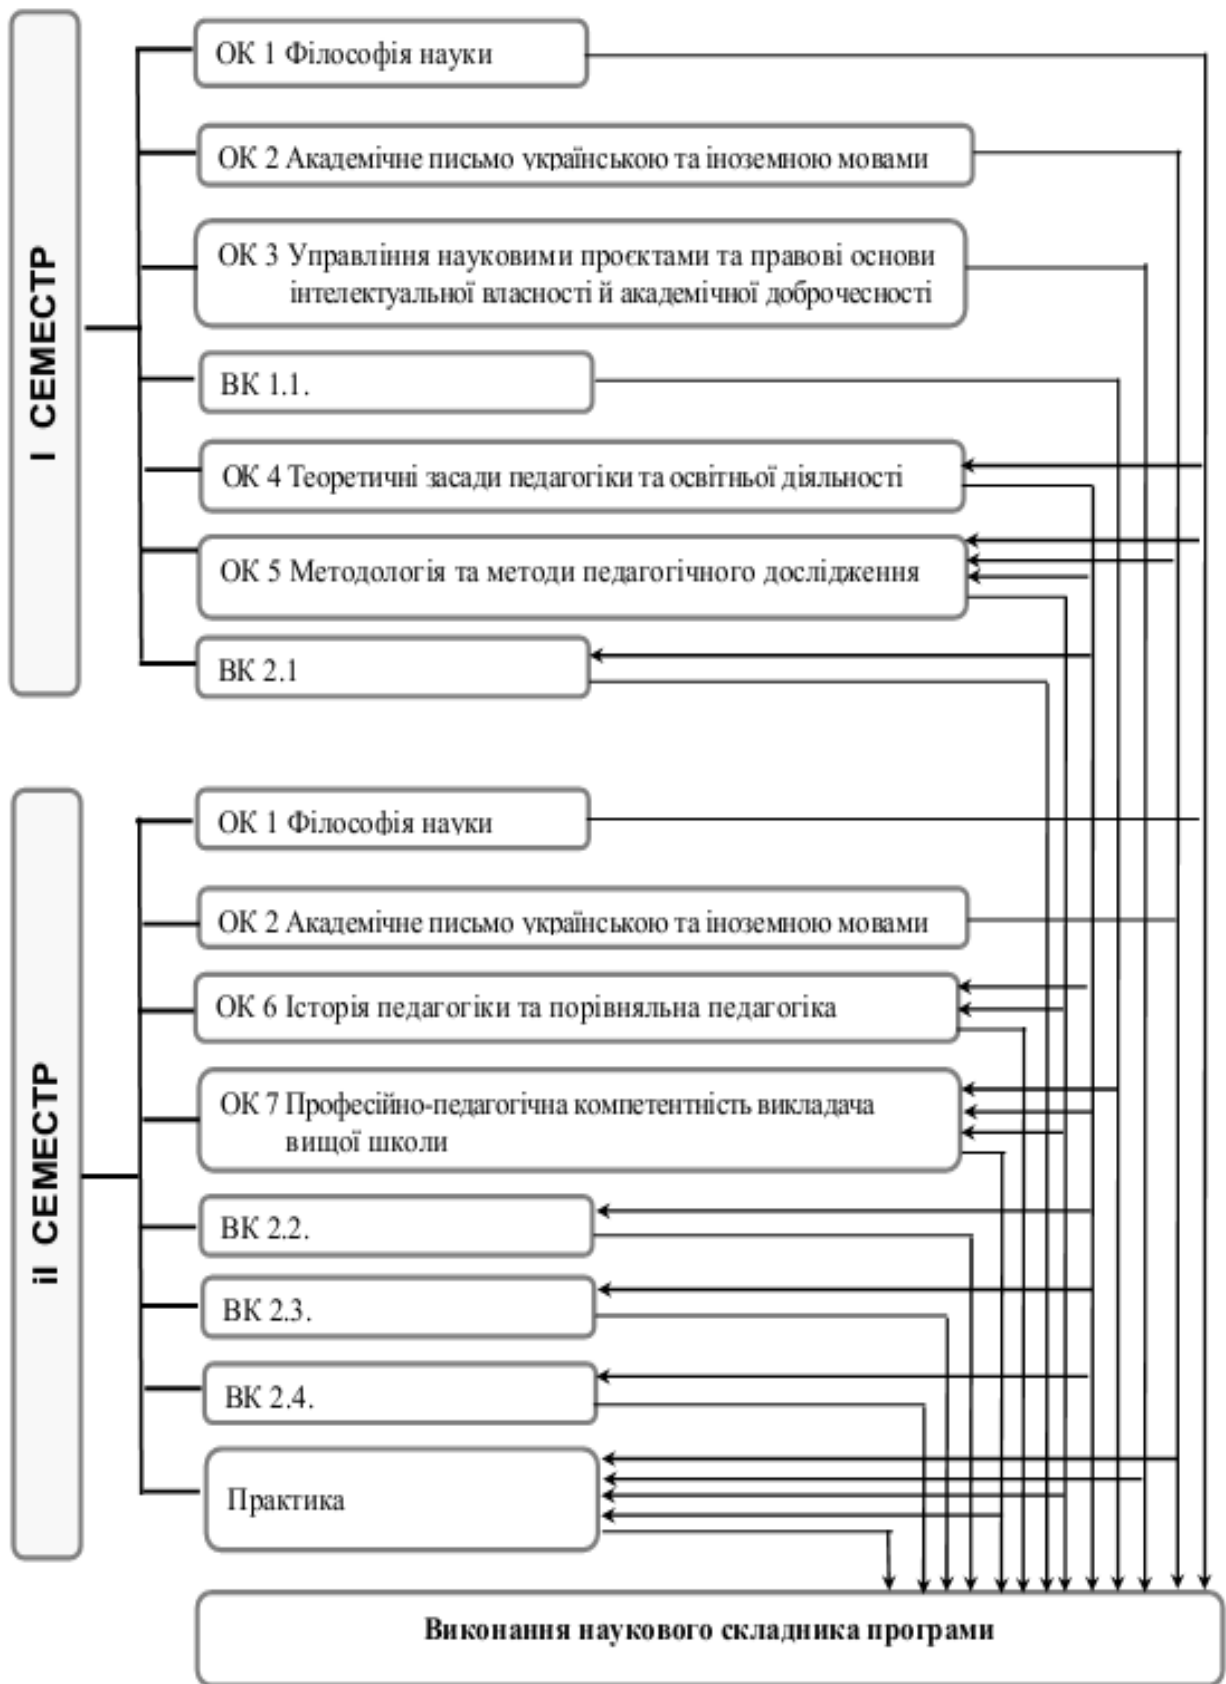 І СЕМЕСТР
ОК 1 Філософія науки
ОК 2 Академічне письмо українською та іноземною мовами
ОК 3 Управління науковими проєктами та правові основи
інтелектуальної власності й академічної доброчесності
ВК 1.1.
ОК 4 Теоретичні засади педагогіки та освітньої діяльності
ОК 5 Методологія та методи педагогічного дослідження
ВК 2.1
іІ СЕМЕСТР
ОК 1 Філософія науки
ОК 2 Академічне письмо українською та іноземною мовами
ОК 6 Історія педагогіки та порівняльна педагогіка
ОК 7 Професійно-педагогічна компетентність викладача
вищої школи
ВК 2.2.
ВК 2.3.
ВК 2.4.
Практика
Виконання наукового складника програми